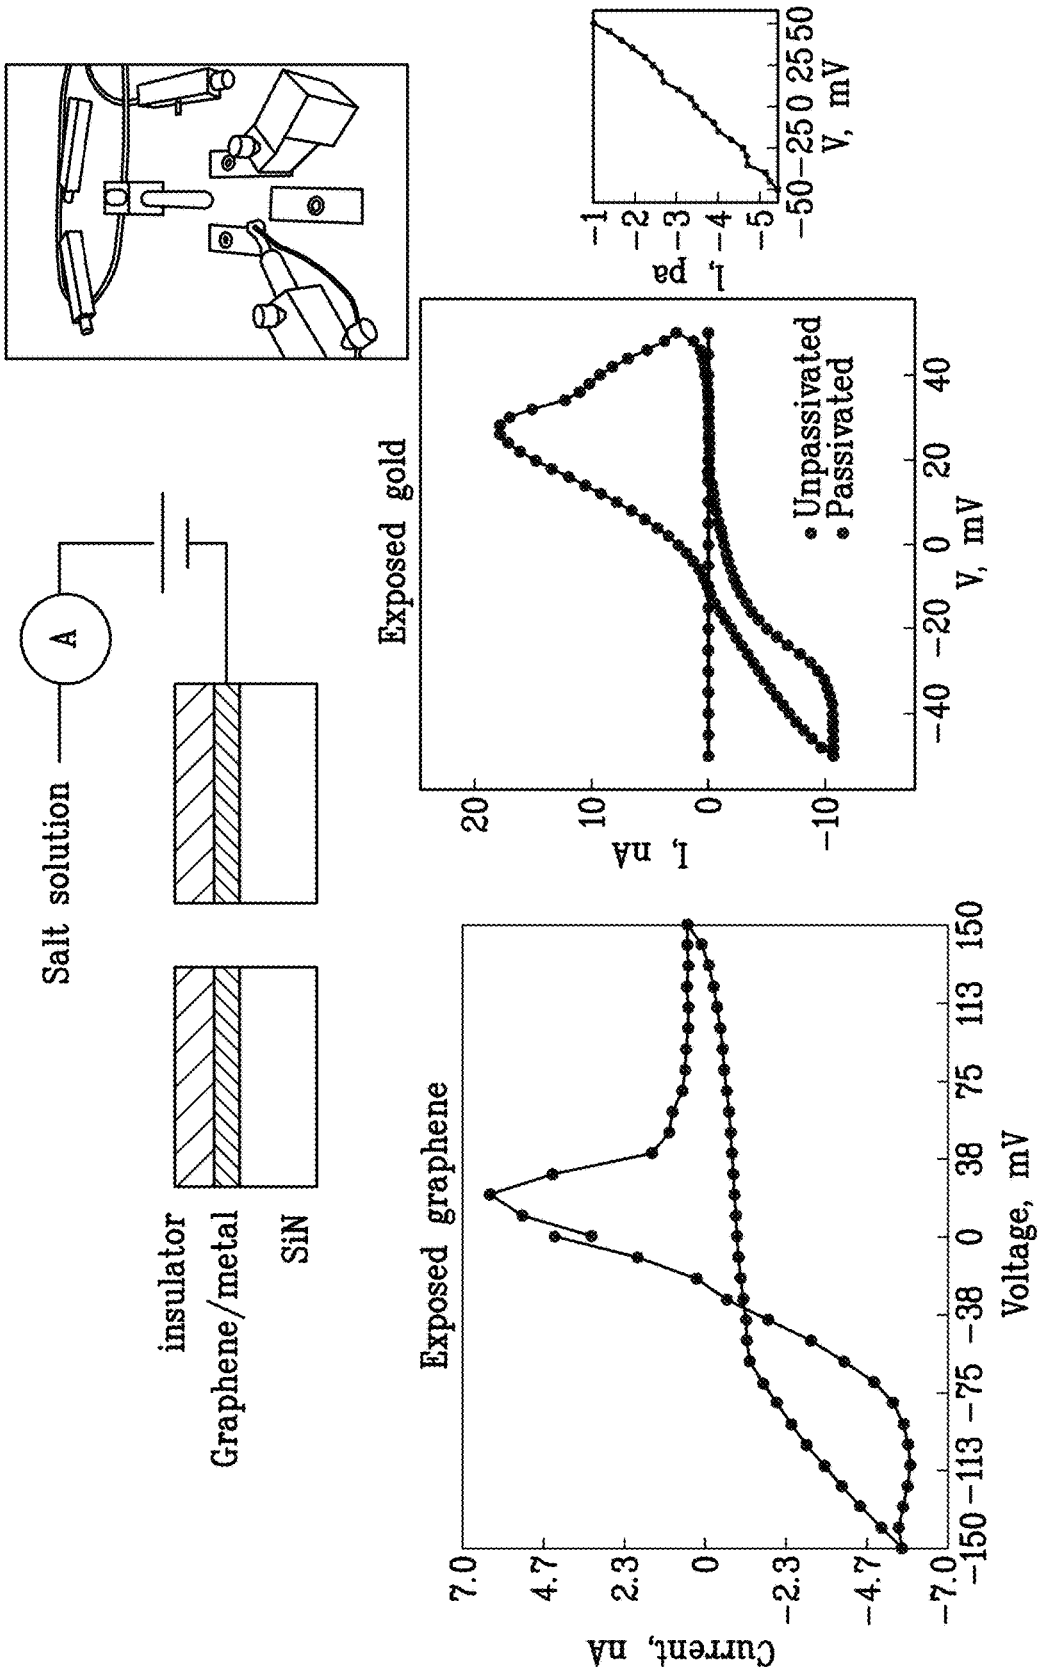 Salt solution
A
insulator
Graphene/metal
SiN
Exposed graphene
Current, nA
7.0
4.7
2.3
0
-2.3
-4.7
-7.0
-150 -113 -75 -38 0 38 75 113 150
Voltage, mV
Exposed gold
I, nA
20
10
0
-10
-40 -20 0 20 40
V, mV
Unpassivated
Passivated
I, pa
-1
-2
-3
-4
-5
-50 -25 0 25 50
V, mV